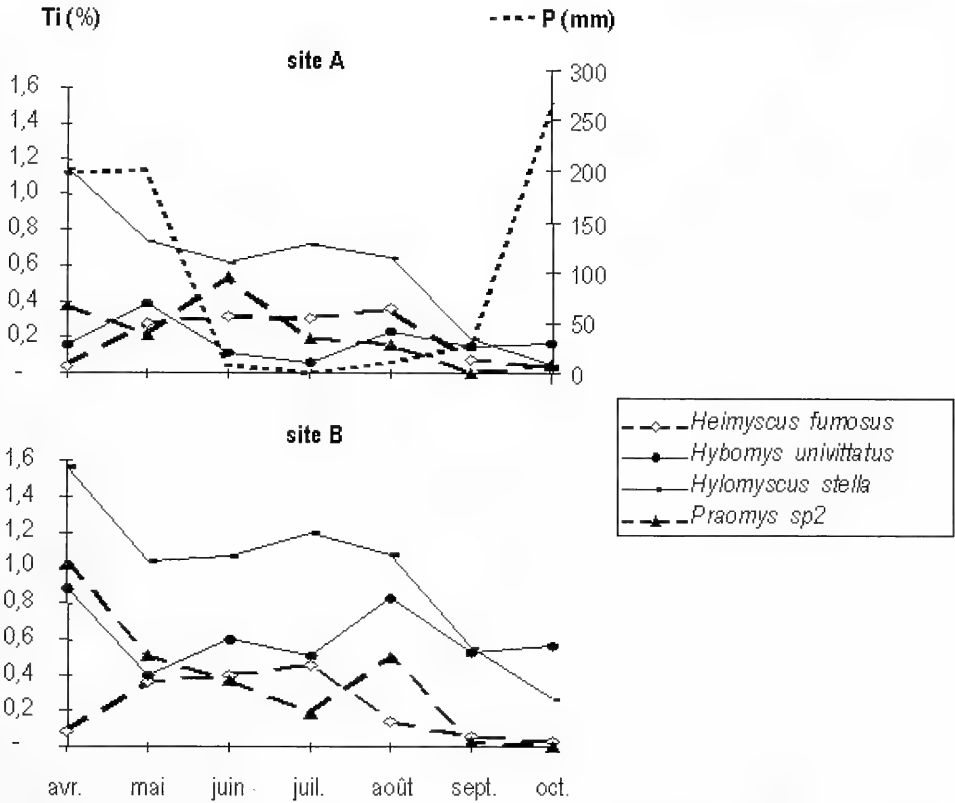 Ti (%)
P (mm)
site A
1,6
1,4
1,2
1,0
0,8
0,6
0,4
0,2
-
300
250
200
150
100
50
0
site B
1,6
1,4
1,2
1,0
0,8
0,6
0,4
0,2
-
avr. mai juin juil. août sept. oct.
Heimyscus fumosus
Hybomys univittatus
Hylomyscus stella
Praomys sp2